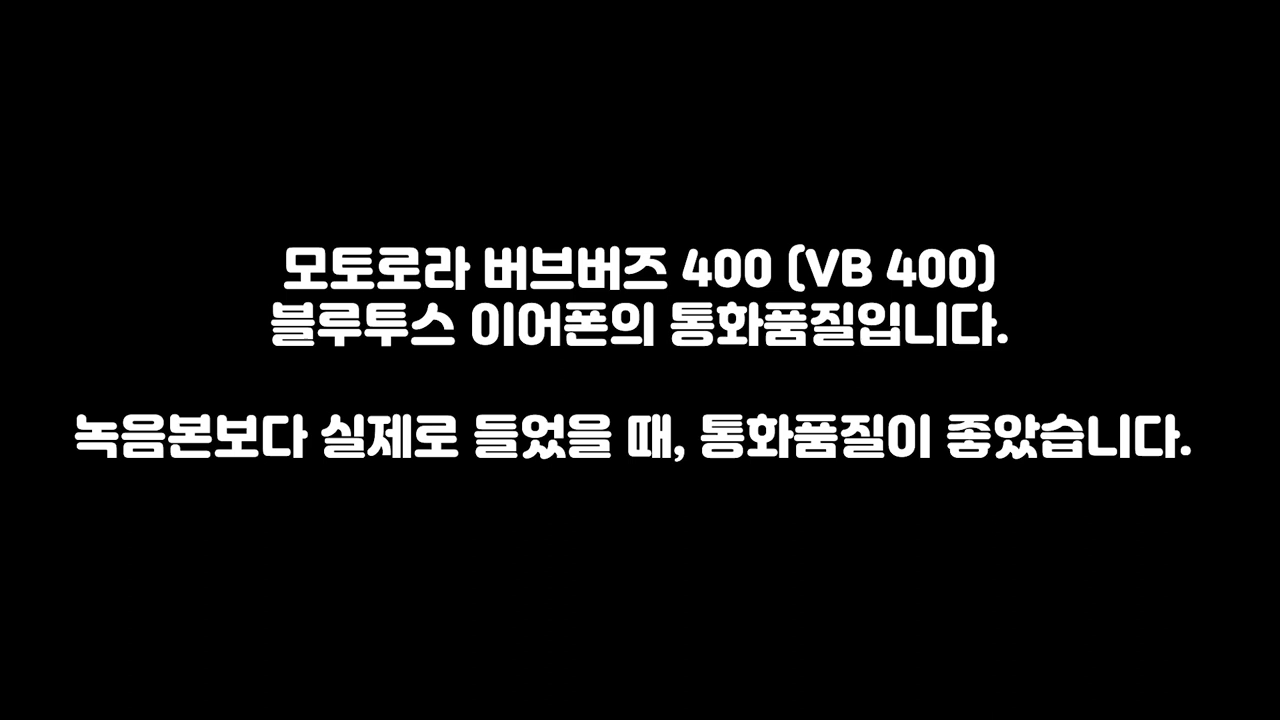 모토로라 버브버즈 400 (VB 400)
블루투스 이어폰의 통화품질입니다.
녹음본보다 실제로 들었을 때, 통화품질이 좋았습니다.